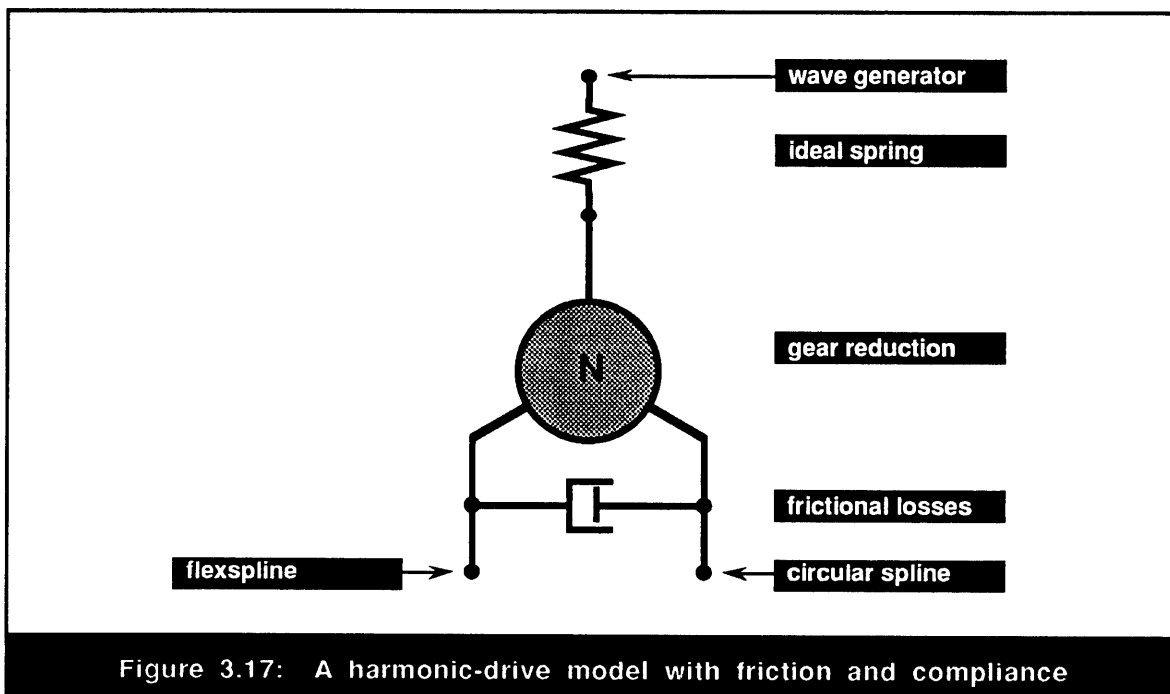 wave generator
ideal spring
N
gear reduction
frictional losses
flexspline
circular spline
Figure 3.17: A harmonic-drive model with friction and compliance